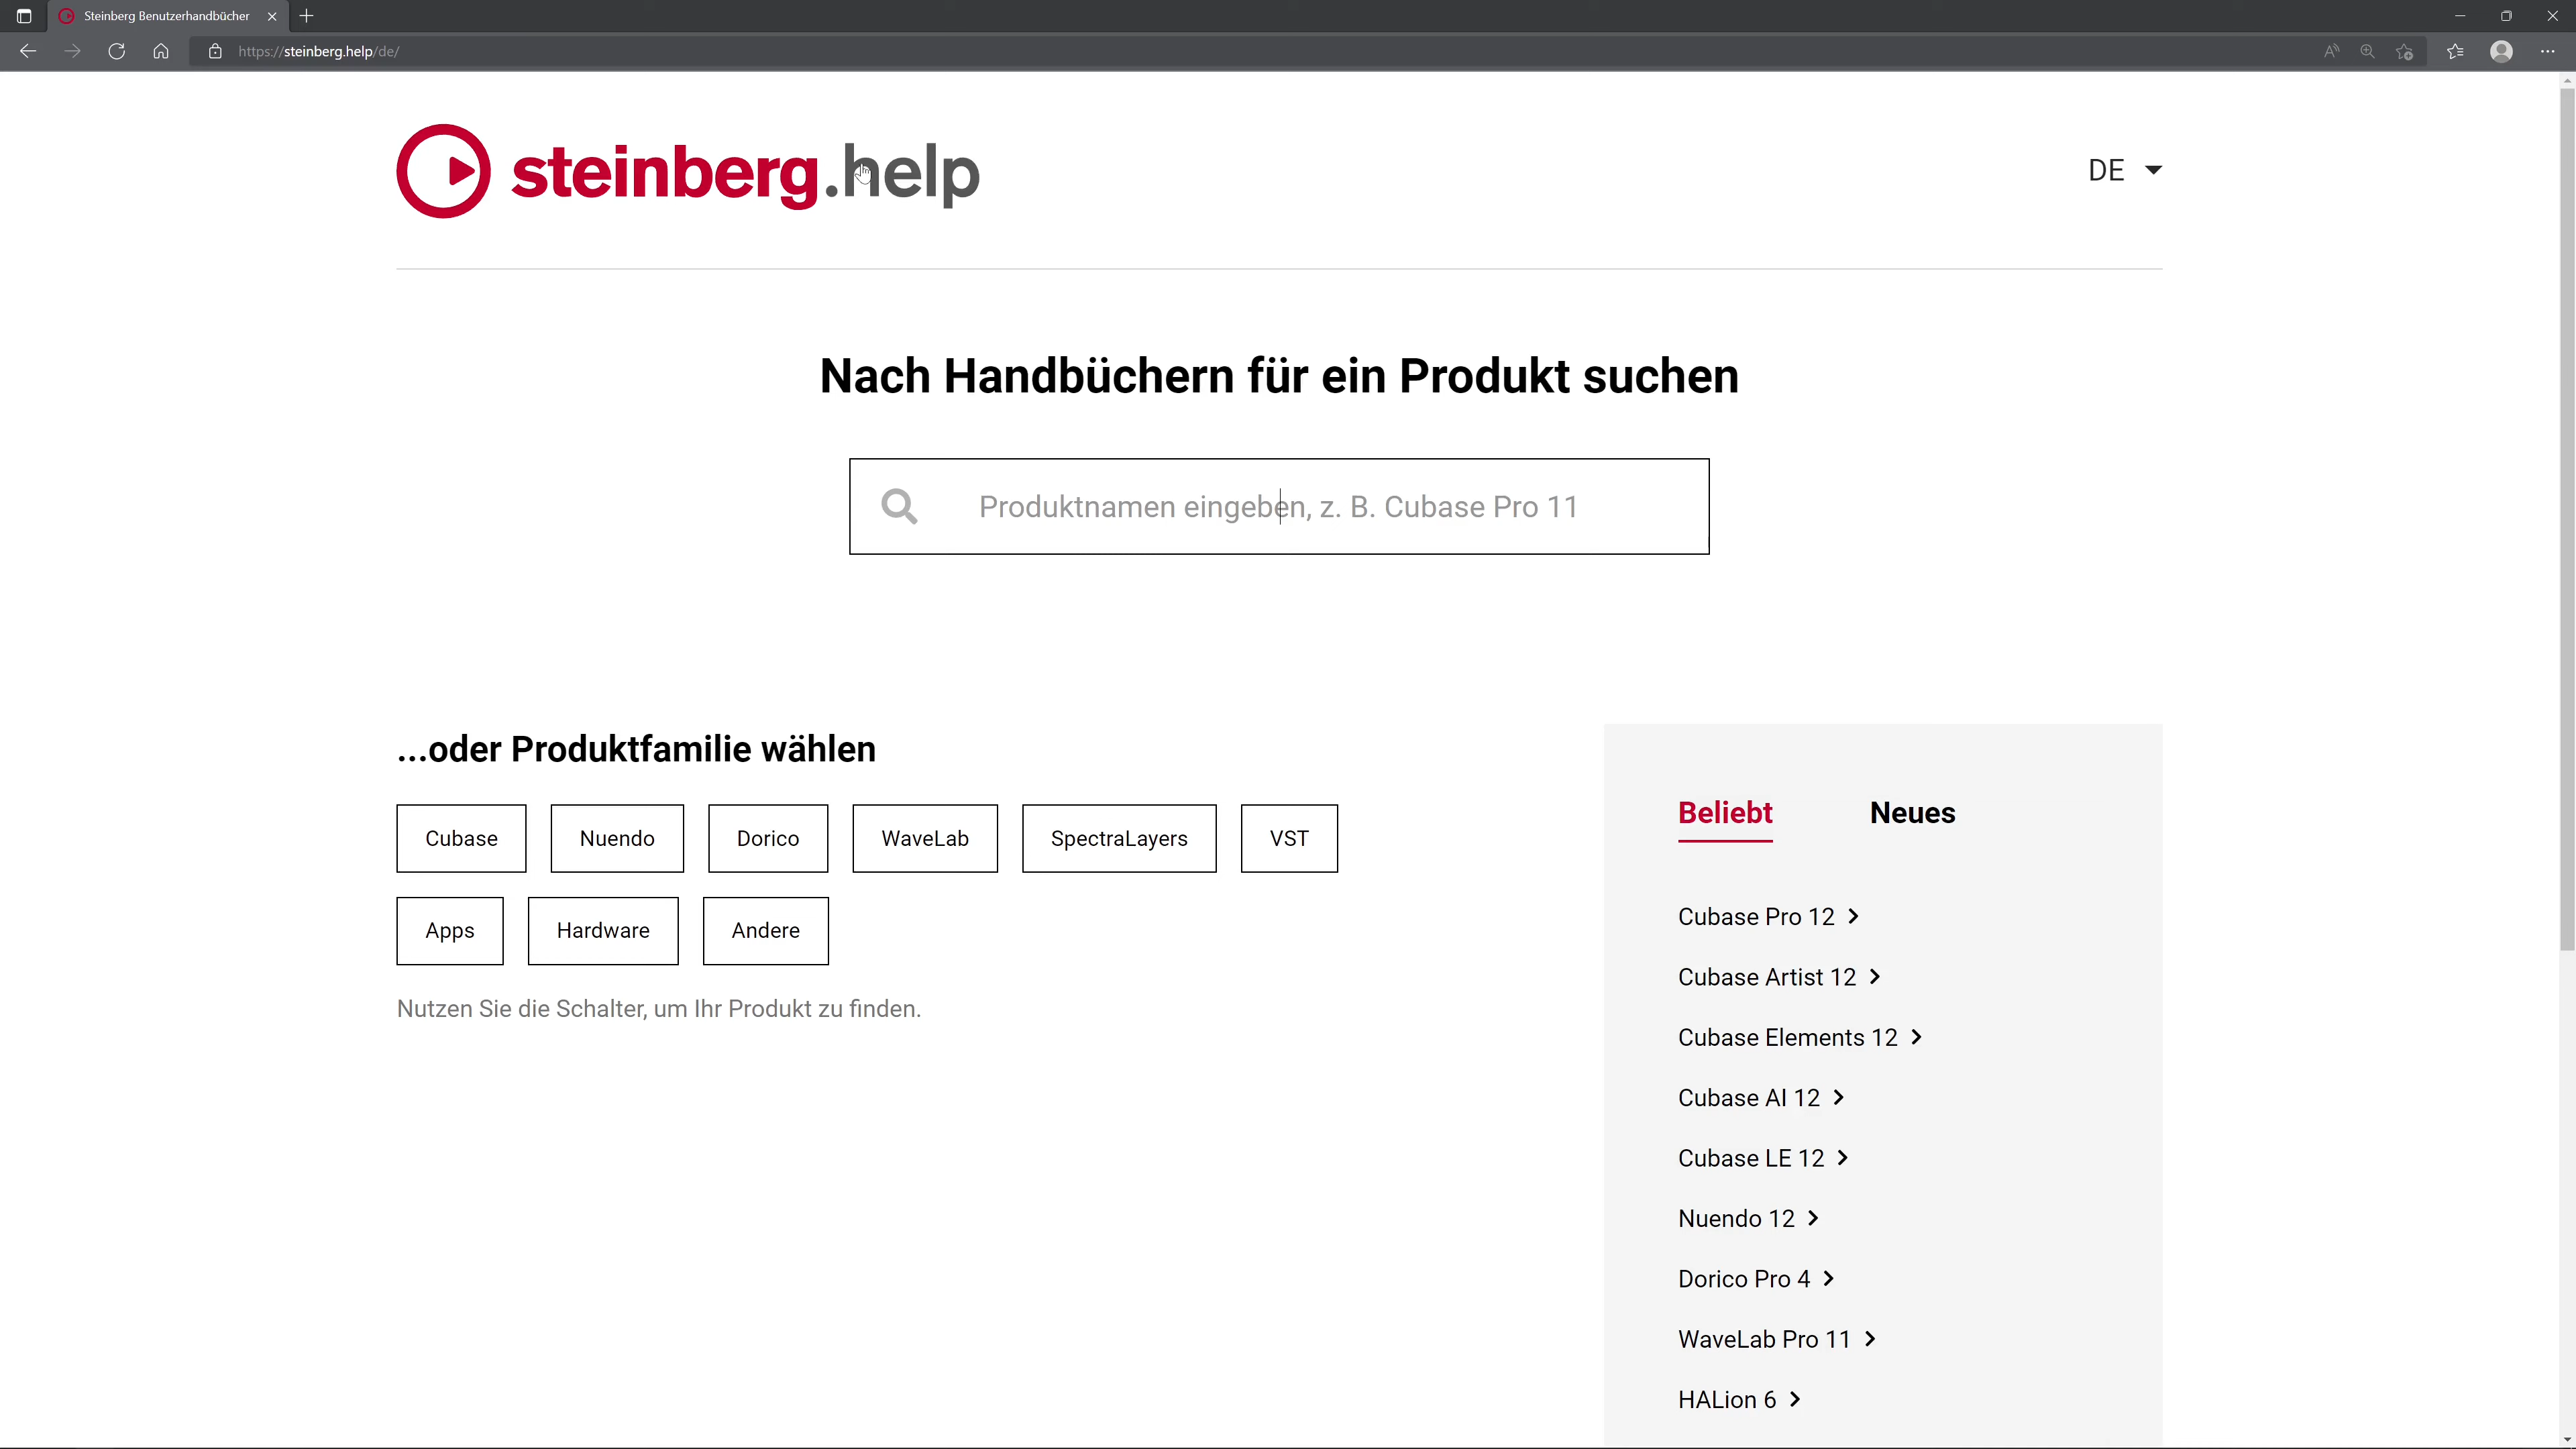 Steinberg Benutzerhandbücher
https://steinberg.help/de/
steinberg.help
DE
Nach Handbüchern für ein Produkt suchen
Produktnamen eingeben, z. B. Cubase Pro 11
...oder Produktfamilie wählen
Cubase Nuendo Dorico WaveLab SpectraLayers VST
Apps Hardware Andere
Nutzen Sie die Schalter, um Ihr Produkt zu finden.
Beliebt Neues
Cubase Pro 12
Cubase Artist 12
Cubase Elements 12
Cubase AI 12
Cubase LE 12
Nuendo 12
Dorico Pro 4
WaveLab Pro 11
HALion 6